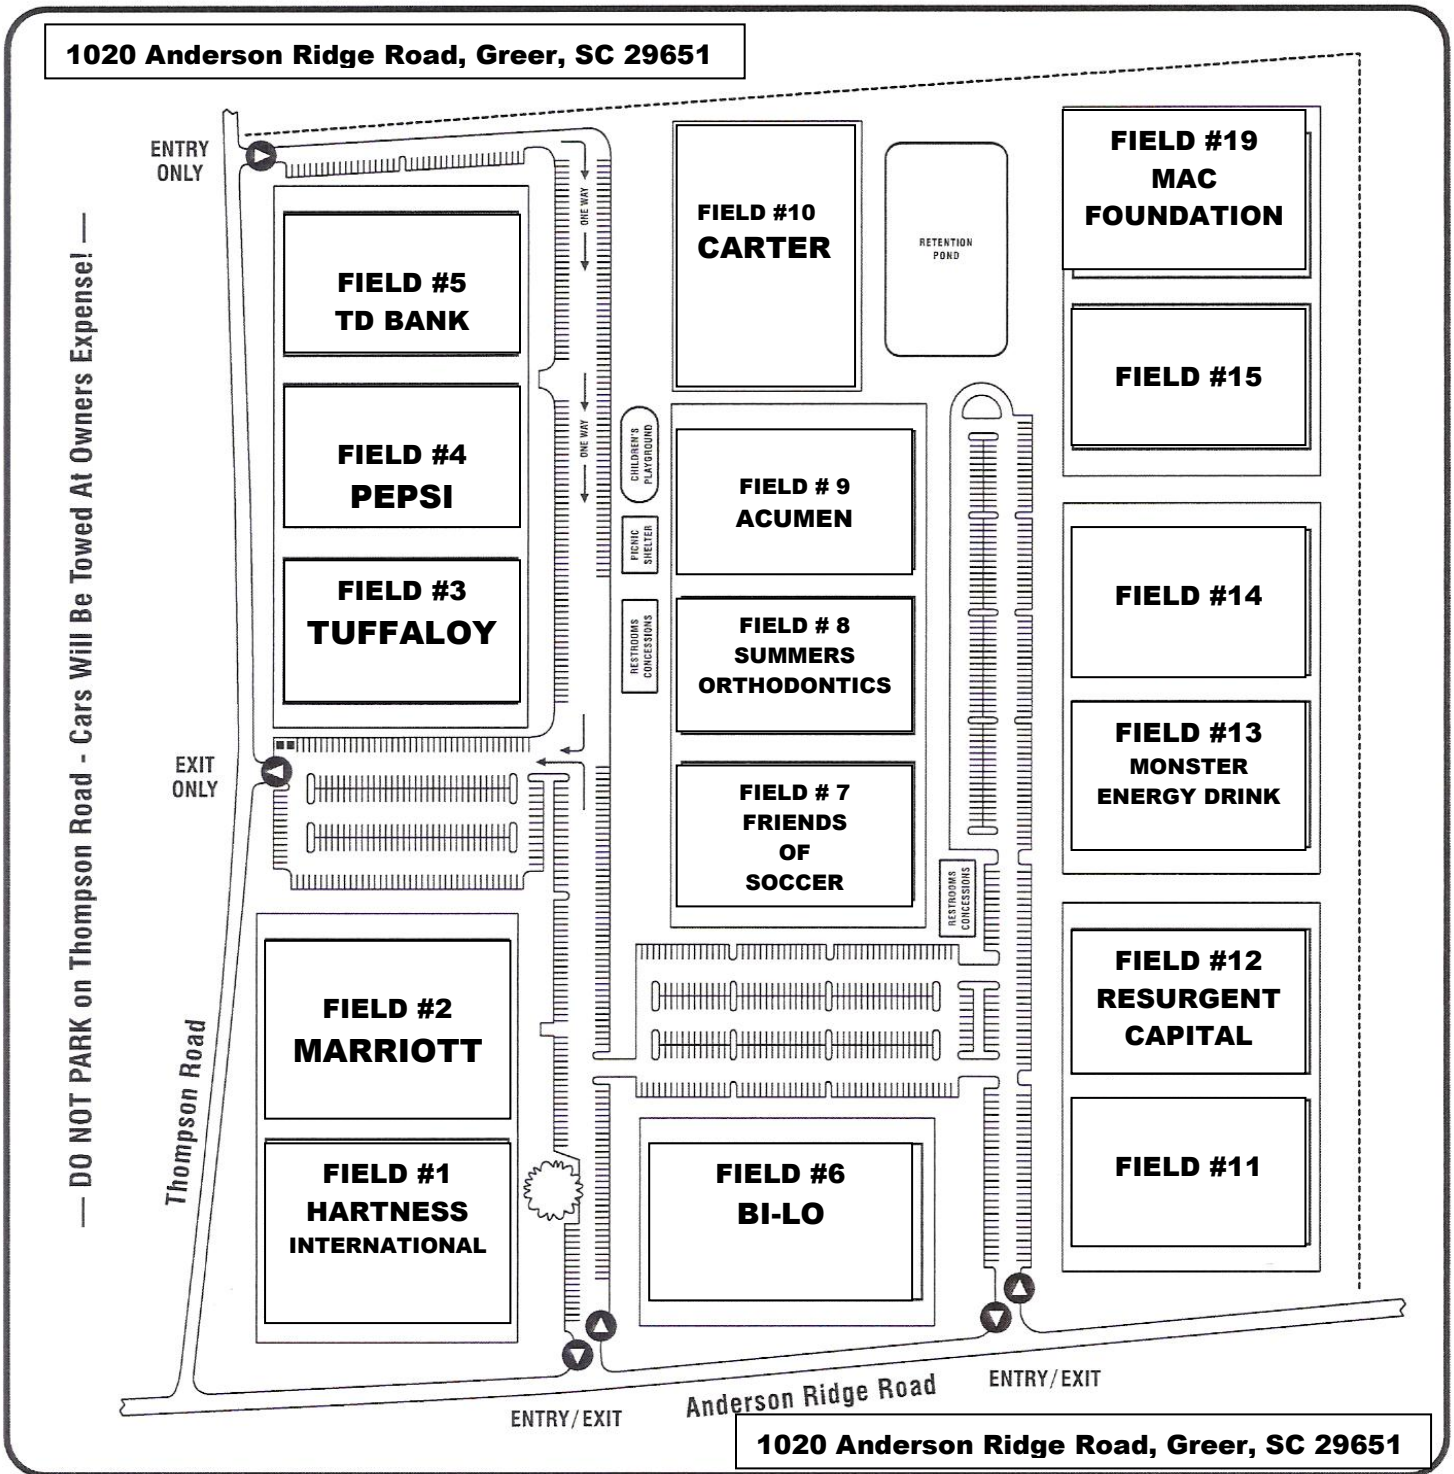 1020 Anderson Ridge Road, Greer, SC 29651
ENTRY
ONLY
— DO NOT PARK on Thompson Road - Cars Will Be Towed At Owners Expense! —
FIELD #5
TD BANK
FIELD #4
PEPSI
FIELD #3
TUFFALOY
ONE WAY
ONE WAY
EXIT
ONLY
Thompson Road
FIELD #2
MARRIOTT
FIELD #1
HARTNESS
INTERNATIONAL
FIELD #10
CARTER
RETENTION
POND
CHILDREN'S
PLAYGROUND
PICNIC
SHELTER
RESTROOMS
CONCESSIONS
FIELD # 9
ACUMEN
FIELD # 8
SUMMERS
ORTHODONTICS
FIELD # 7
FRIENDS
OF
SOCCER
RESTROOMS
CONCESSIONS
FIELD #6
BI-LO
FIELD #19
MAC
FOUNDATION
FIELD #15
FIELD #14
FIELD #13
MONSTER
ENERGY DRINK
FIELD #12
RESURGENT
CAPITAL
FIELD #11
ENTRY/EXIT
Anderson Ridge Road
ENTRY/EXIT
1020 Anderson Ridge Road, Greer, SC 29651